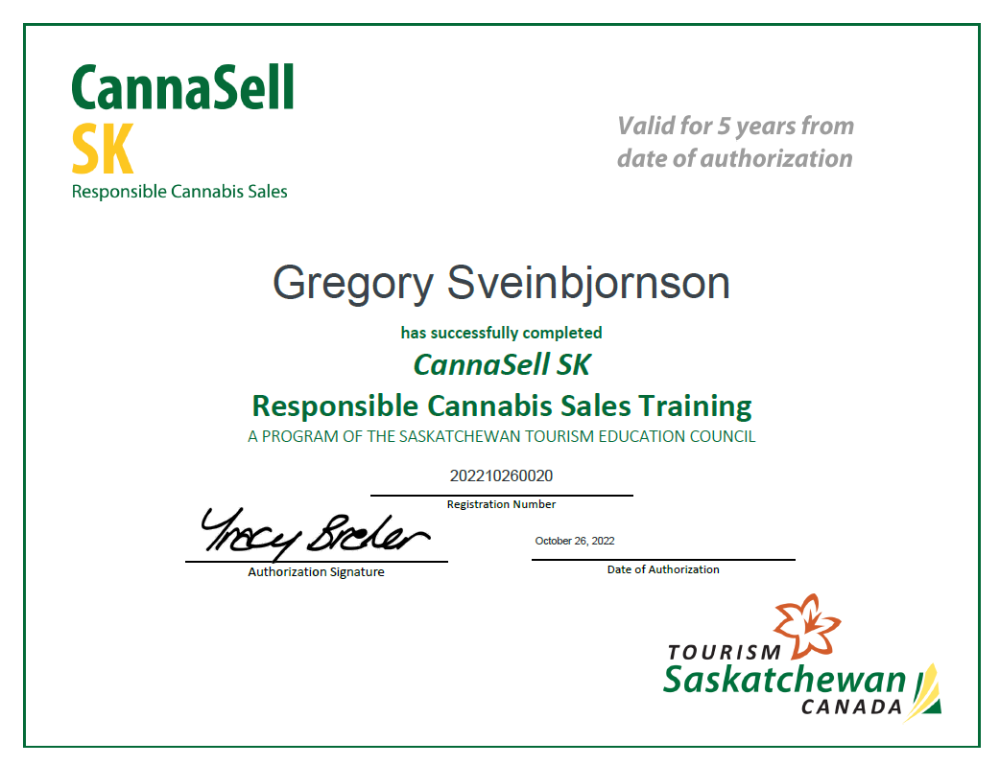 CannaSell
SK
Responsible Cannabis Sales
Valid for 5 years from
date of authorization
Gregory Sveinbjornson
has successfully completed
CannaSell SK
Responsible Cannabis Sales Training
A PROGRAM OF THE SASKATCHEWAN TOURISM EDUCATION COUNCIL
202210260020
Registration Number
Tracy Breher
Authorization Signature
October 26, 2022
Date of Authorization
TOURISM
Saskatchewan
CANADA